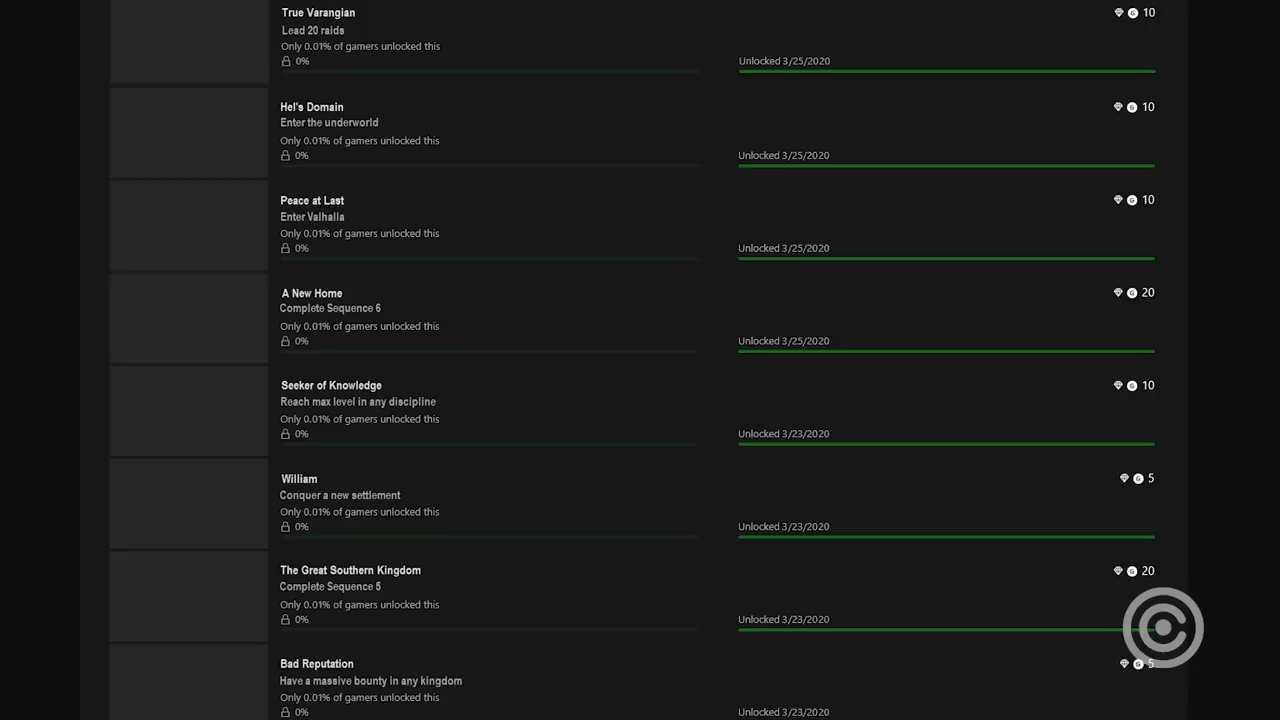 True Varangian
10
Lead 20 raids
Only 0.01% of gamers unlocked this
0%
Unlocked 3/25/2020
Hel's Domain
10
Enter the underworld
Only 0.01% of gamers unlocked this
0%
Unlocked 3/25/2020
Peace at Last
10
Enter Valhalla
Only 0.01% of gamers unlocked this
0%
Unlocked 3/25/2020
A New Home
20
Complete Sequence 6
Only 0.01% of gamers unlocked this
0%
Unlocked 3/25/2020
Seeker of Knowledge
10
Reach max level in any discipline
Only 0.01% of gamers unlocked this
0%
Unlocked 3/23/2020
William
5
Conquer a new settlement
Only 0.01% of gamers unlocked this
0%
Unlocked 3/23/2020
The Great Southern Kingdom
20
Complete Sequence 5
Only 0.01% of gamers unlocked this
0%
Unlocked 3/23/2020
Bad Reputation
5
Have a massive bounty in any kingdom
Only 0.01% of gamers unlocked this
0%
Unlocked 3/23/2020